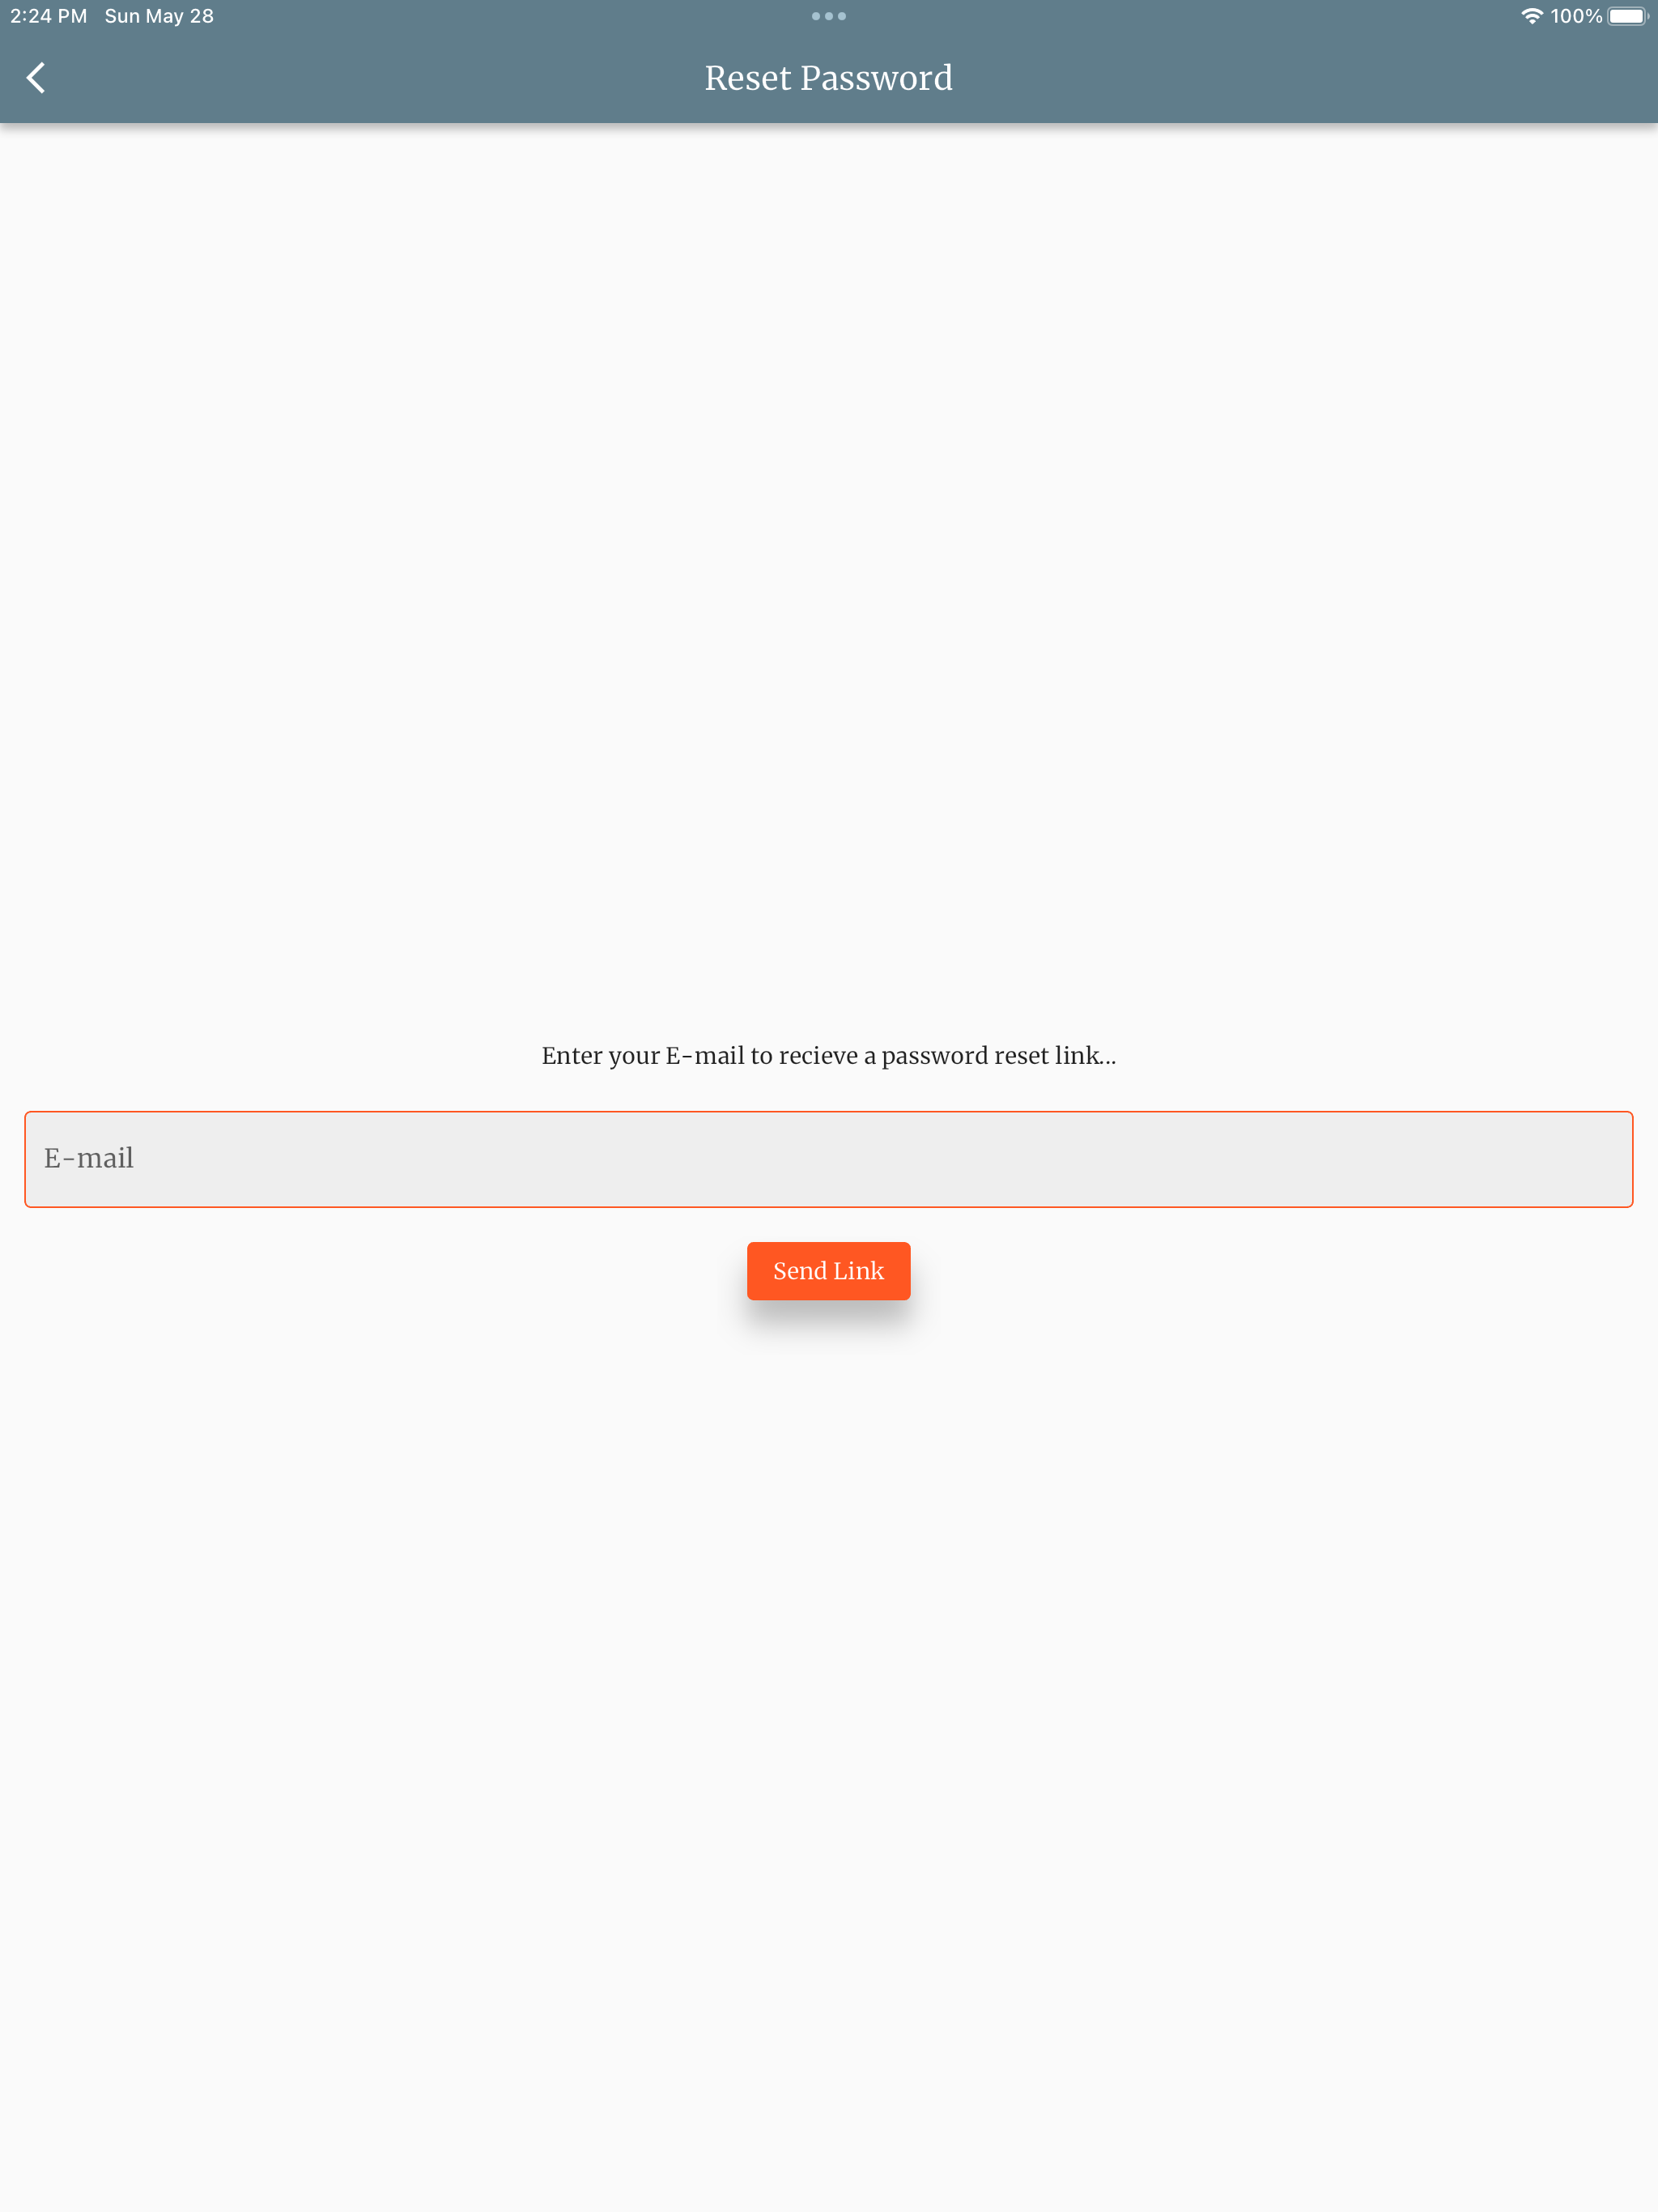 2:24 PM Sun May 28
100%
Reset Password
Enter your E-mail to recieve a password reset link...
E-mail
Send Link